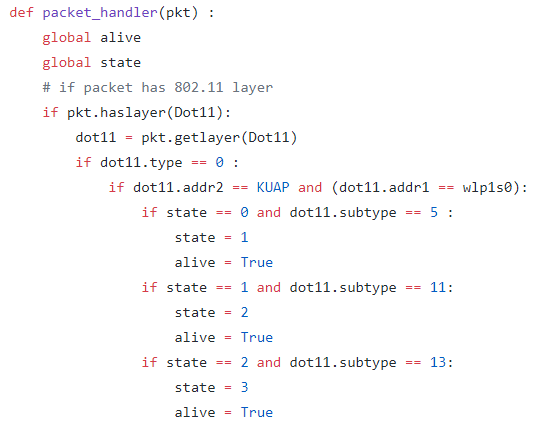 def packet_handler(pkt) :
    global alive
    global state
    # if packet has 802.11 layer
    if pkt.haslayer(Dot11):
        dot11 = pkt.getlayer(Dot11)
        if dot11.type == 0 :
            if dot11.addr2 == KUAP and (dot11.addr1 == wlp1s0):
                if state == 0 and dot11.subtype == 5 :
                    state = 1
                    alive = True
                if state == 1 and dot11.subtype == 11:
                    state = 2
                    alive = True
                if state == 2 and dot11.subtype == 13:
                    state = 3
                    alive = True